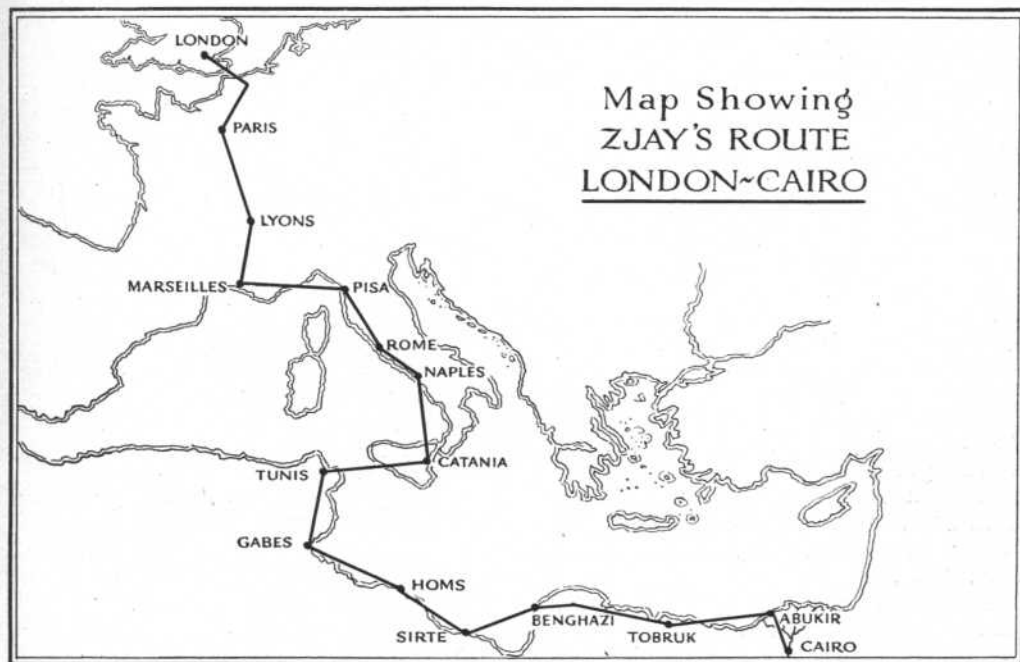 LONDON
Map Showing
ZJAY'S ROUTE
LONDON~CAIRO
PARIS
LYONS
MARSEILLES
PISA
ROME
NAPLES
CATANIA
TUNIS
GABES
HOMS
SIRTE
BENGHAZI
TOBRUK
ABUKIR
CAIRO